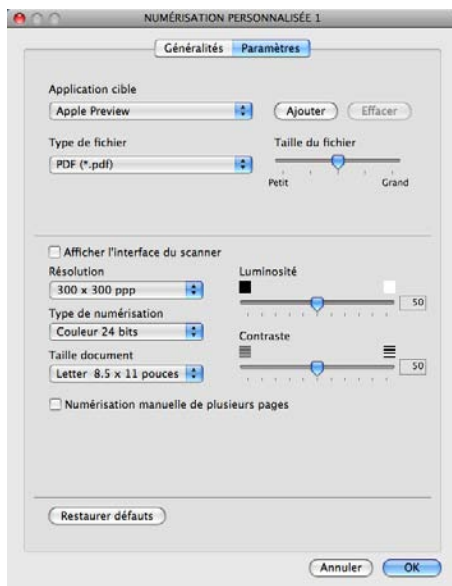 NUMÉRISATION PERSONNALISÉE 1
Généralités Paramètres
Application cible
Apple Preview Ajouter Effacer
Type de fichier Taille du fichier
PDF (*.pdf)
Petit Grand
Afficher l'interface du scanner
Résolution Luminosité
300 x 300 ppp
50
Type de numérisation
Couleur 24 bits Contraste
Taille document
Letter 8.5 x 11 pouces 50
Numérisation manuelle de plusieurs pages
Restaurer défauts
Annuler OK